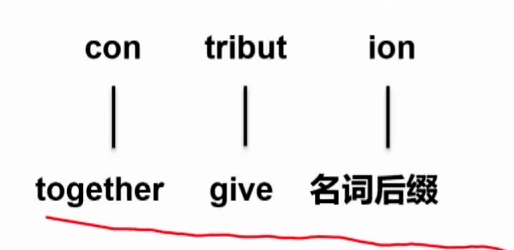 con tribut ion
together give 名词后缀